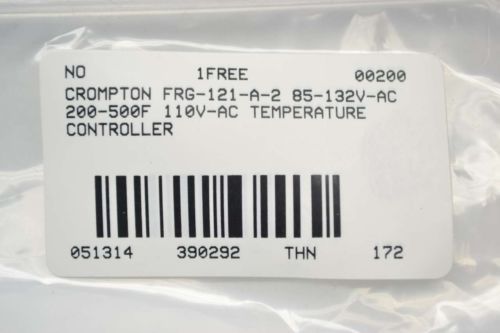 NO 1FREE 00200
CROMPTON FRG-121-A-2 85-132V-AC
200-500F 110V-AC TEMPERATURE
CONTROLLER
051314 390292 THN 172